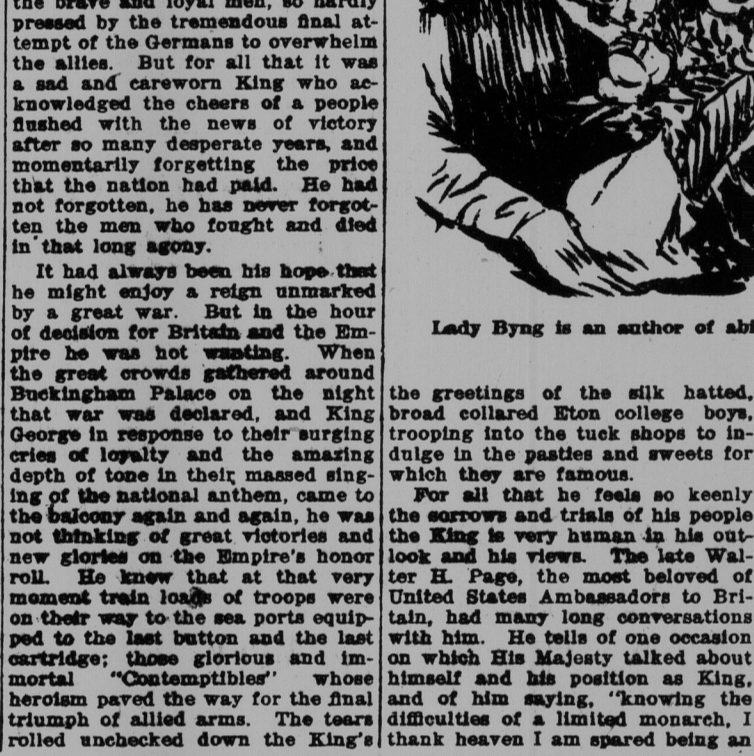 the brave and loyal men, so hardly
pressed by the tremendous final at-
tempt of the Germans to overwhelm
the allies. But for all that it was
a sad and careworn King who ac-
knowledged the cheers of a people
flushed with the news of victory
after so many desperate years, and
momentarily forgetting the price
that the nation had paid. He had
not forgotten, he has never forgot-
ten the men who fought and died
in that long agony.
It had always been his hope that
he might enjoy a reign unmarked
by a great war. But in the hour
of decision for Britain and the Em-
pire he was hot wanting. When
the great crowds gathered around
Buckingham Palace on the night
that war was declared, and King
George in response to their surging
cries of loyalty and the amazing
depth of tone in their massed sing-
ing of the national anthem, came to
the balcony again and again, he was
not thinking of great victories and
new glories on the Empire's honor
roll. He knew that at that very
moment train loads of troops were
on their way to the sea ports equip-
ped to the last button and the last
cartridge; those glorious and im-
mortal "Contemptibles" whose
heroism paved the way for the final
triumph of allied arms. The tears
rolled unchecked down the King's
Lady Byng is an author of abi
the greetings of the silk hatted,
broad collared Eton college boys,
trooping into the tuck shops to in-
dulge in the pasties and sweets for
which they are famous.
For all that he feels so keenly
the sorrows and trials of his people
the King is very human in his out-
look and his views. The late Wal-
ter H. Page, the most beloved of
United States Ambassadors to Bri-
tain, had many long conversations
with him. He tells of one occasion
on which His Majesty talked about
himself and his position as King,
and of him saying, "knowing the
difficulties of a limited monarch, I
thank heaven I am spared being an